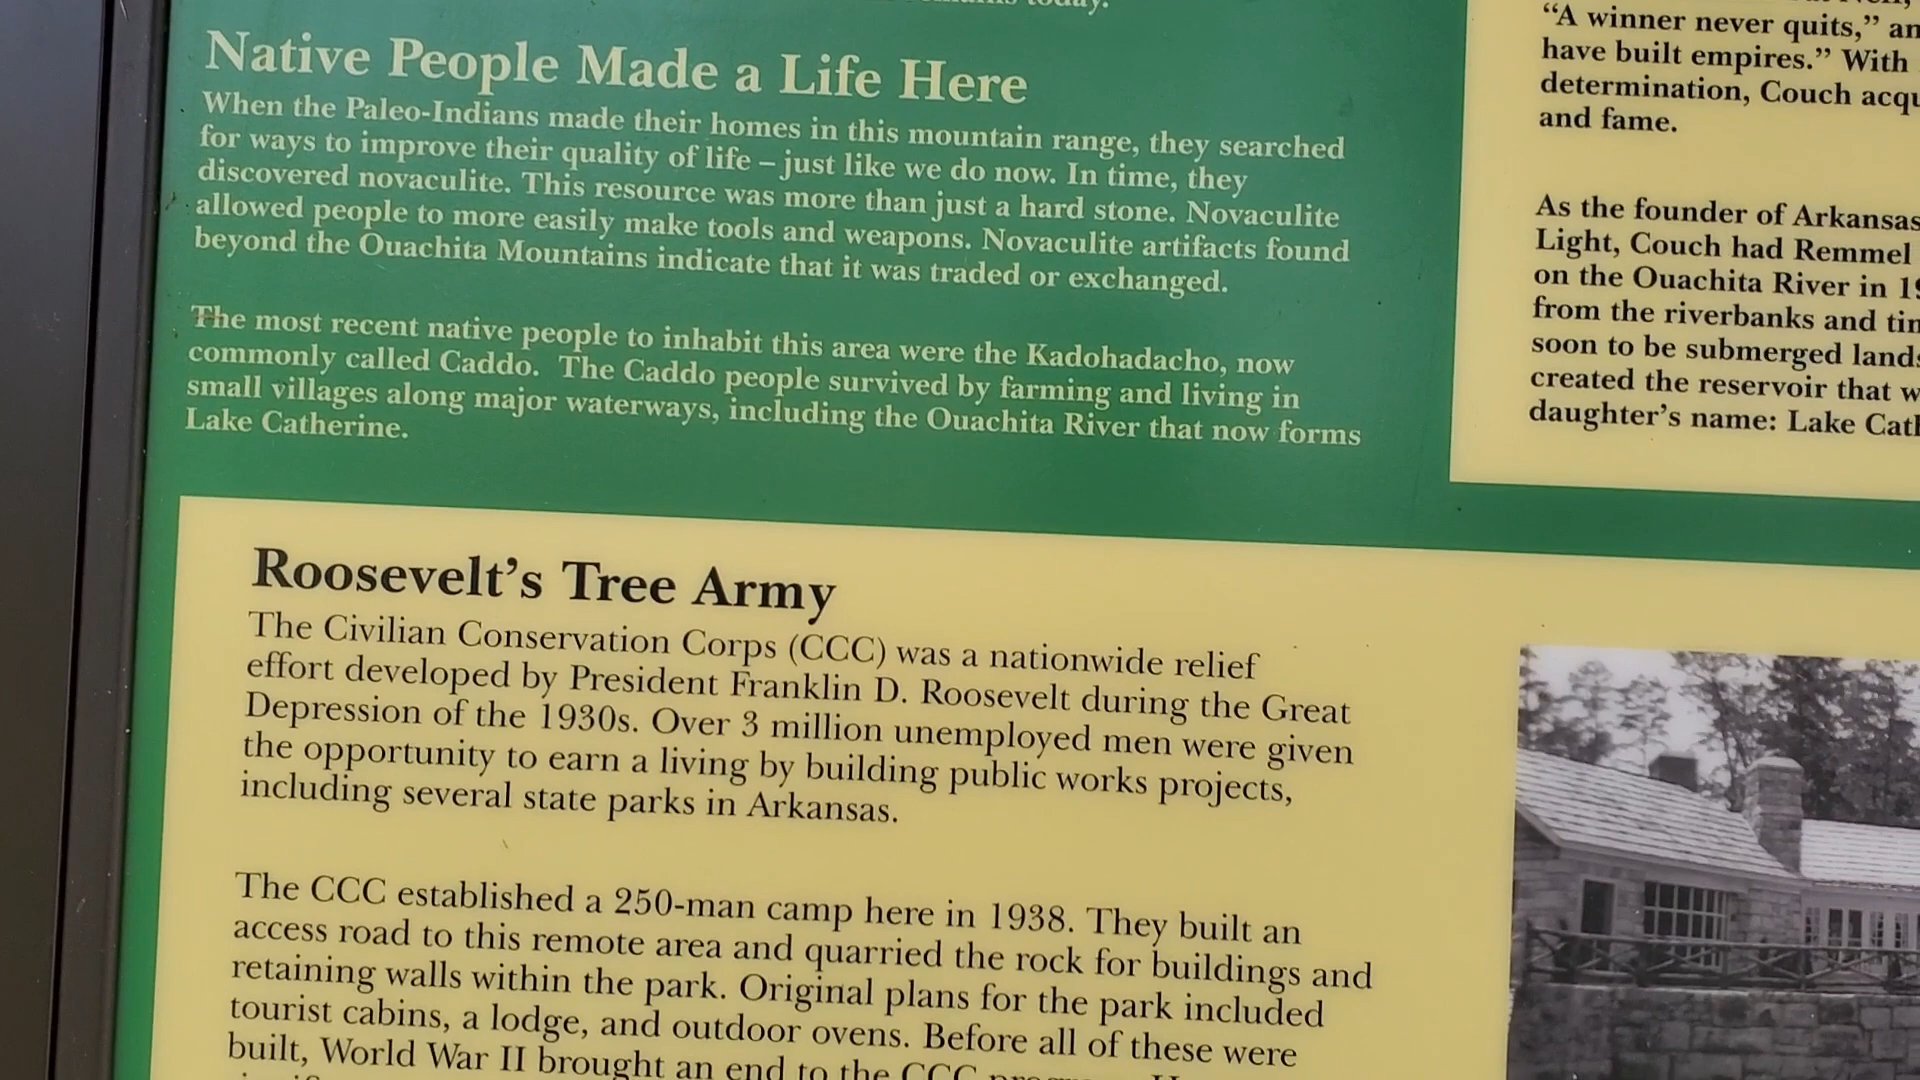 today.
Native People Made a Life Here
When the Paleo-Indians made their homes in this mountain range, they searched
for ways to improve their quality of life – just like we do now. In time, they
discovered novaculite. This resource was more than just a hard stone. Novaculite
allowed people to more easily make tools and weapons. Novaculite artifacts found
beyond the Ouachita Mountains indicate that it was traded or exchanged.
The most recent native people to inhabit this area were the Kadohadacho, now
commonly called Caddo. The Caddo people survived by farming and living in
small villages along major waterways, including the Ouachita River that now forms
Lake Catherine.
Roosevelt's Tree Army
The Civilian Conservation Corps (CCC) was a nationwide relief
effort developed by President Franklin D. Roosevelt during the Great
Depression of the 1930s. Over 3 million unemployed men were given
the opportunity to earn a living by building public works projects,
including several state parks in Arkansas.
The CCC established a 250-man camp here in 1938. They built an
access road to this remote area and quarried the rock for buildings and
retaining walls within the park. Original plans for the park included
tourist cabins, a lodge, and outdoor ovens. Before all of these were
built, World War II brought an end to the CCC
“A winner never quits,”
have built empires.” With
determination, Couch
and fame.
As the founder of Arkansas
Light, Couch had Remmel
on the Ouachita River in
from the riverbanks and
soon to be submerged
created the reservoir that
daughter’s name: Lake